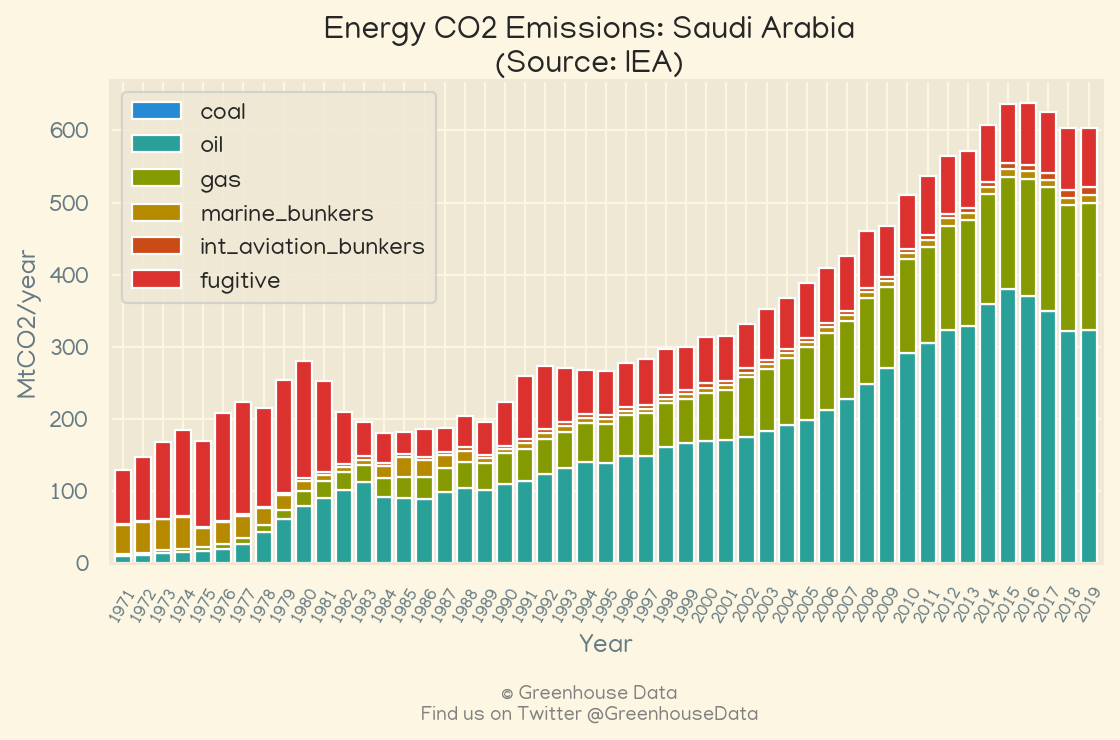 Energy CO2 Emissions: Saudi Arabia
(Source: IEA)
coal
oil
gas
marine_bunkers
int_aviation_bunkers
fugitive
MtCO2/year
600
500
400
300
200
100
0
1971 1972 1973 1974 1975 1976 1977 1978 1979 1980 1981 1982 1983 1984 1985 1986 1987 1988 1989 1990 1991 1992 1993 1994 1995 1996 1997 1998 1999 2000 2001 2002 2003 2004 2005 2006 2007 2008 2009 2010 2011 2012 2013 2014 2015 2016 2017 2018 2019
Year
© Greenhouse Data
Find us on Twitter @GreenhouseData